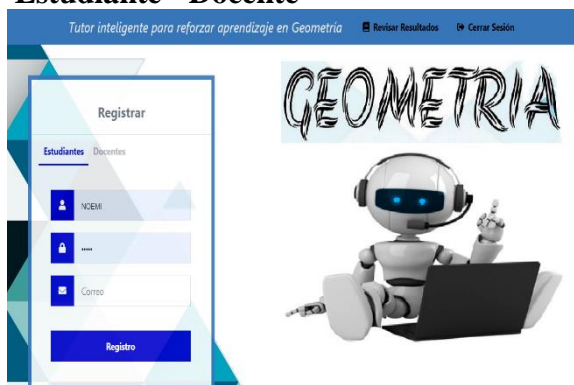 Estudiante - Docente
Tutor inteligente para reforzar aprendizaje en Geometría
Revisar Resultados
Cerrar Sesión
GEOMETRIA
Registrar
Estudiantes Docentes
NOEMI
•••••
Correo
Registro